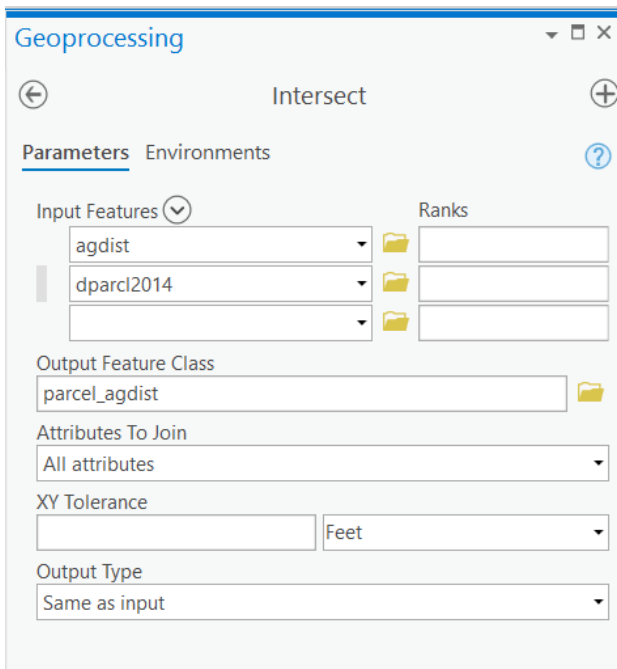 Geoprocessing
Intersect
Parameters Environments
Input Features Ranks
agdist
dparcl2014
Output Feature Class
parcel_agdist
Attributes To Join
All attributes
XY Tolerance
Feet
Output Type
Same as input